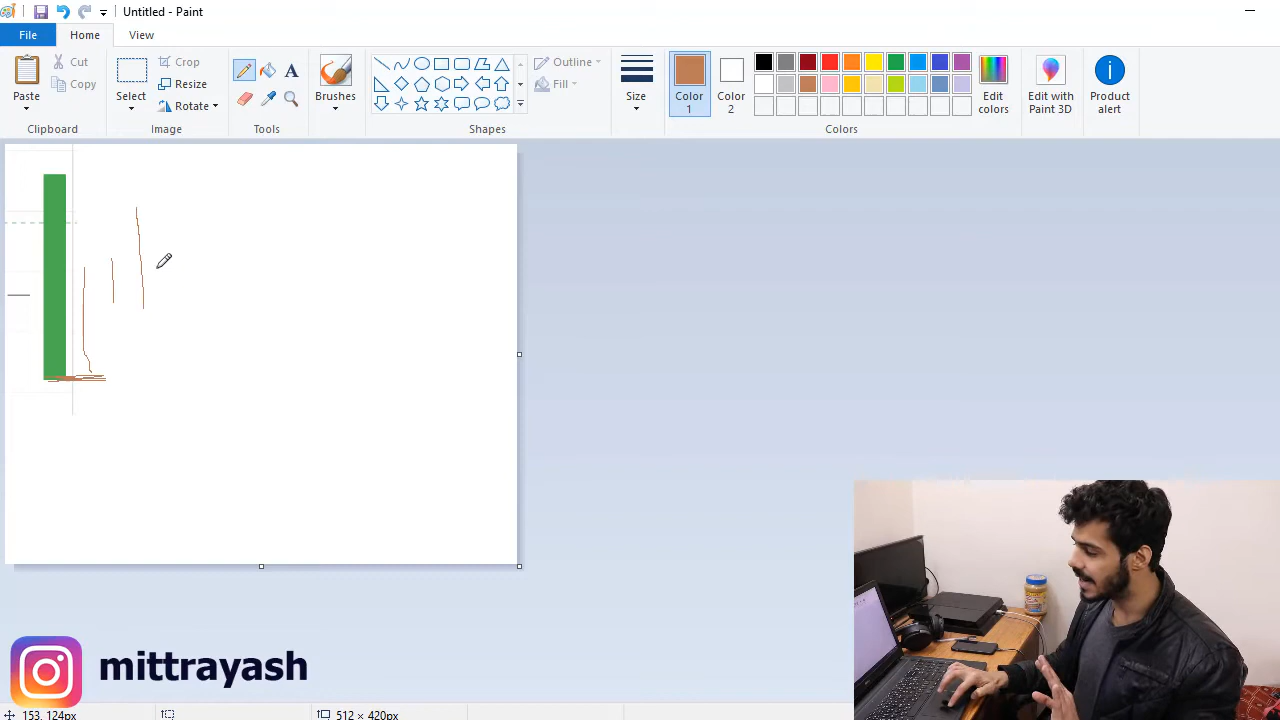 Untitled - Paint
File Home View
Paste
Cut
Copy
Clipboard
Select
Crop
Resize
Rotate
Image
A
Tools
Brushes
Shapes
Outline
Fill
Size
Color 1
Color 2
Colors
Edit colors
Edit with Paint 3D
Product alert
mittrayash
153, 124px
512 × 420px